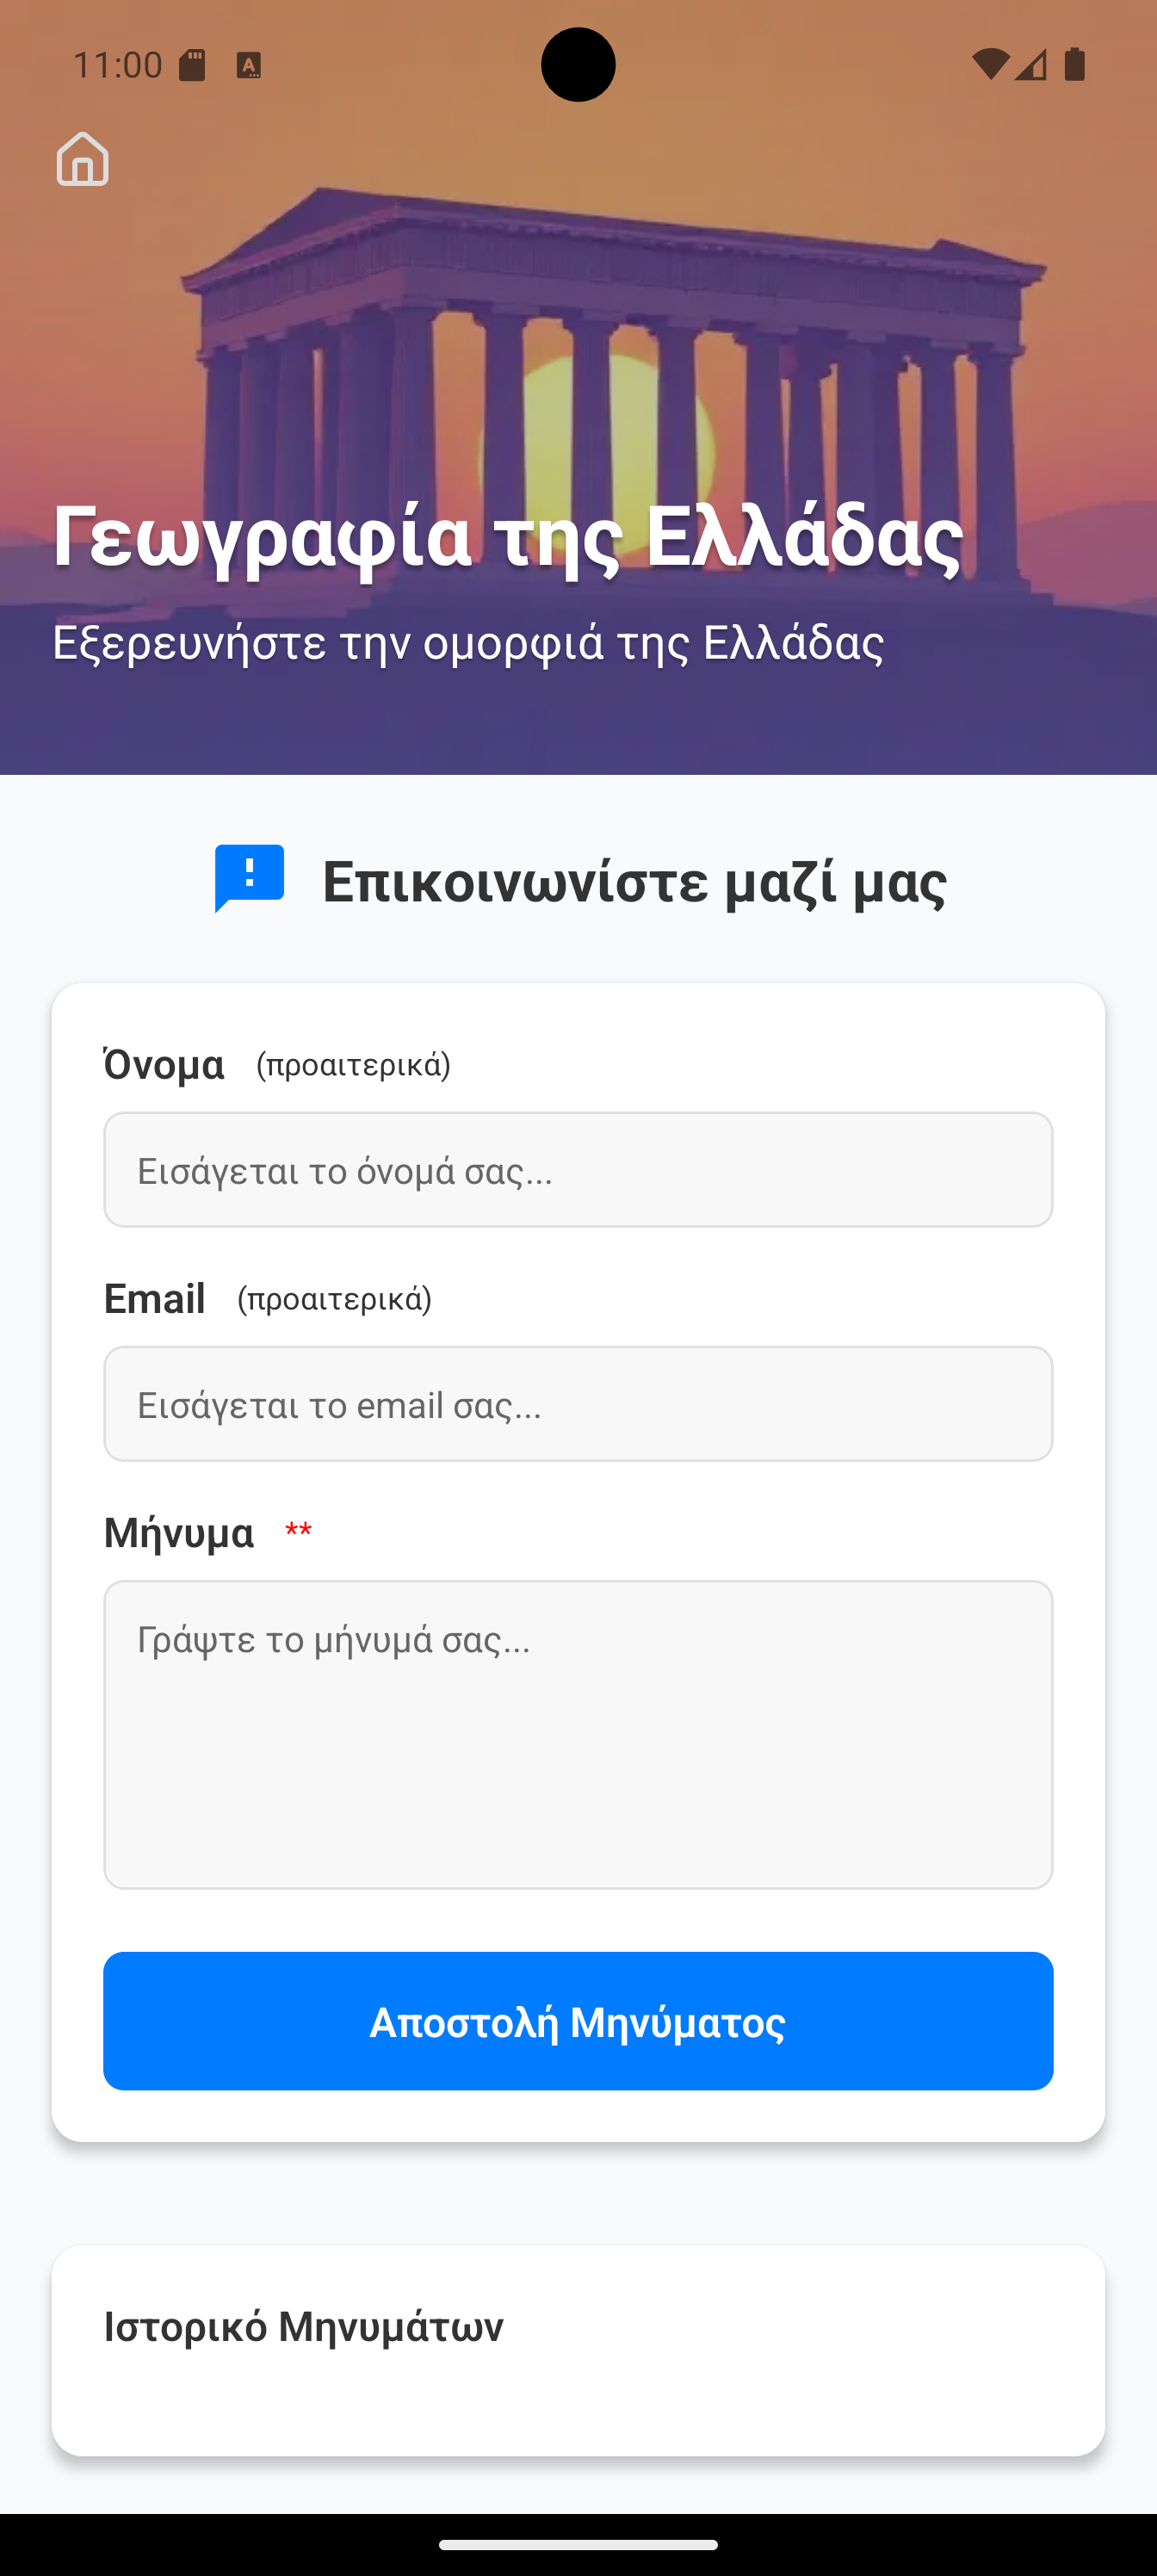 11:00
Γεωγραφία της Ελλάδας
Εξερευνήστε την ομορφιά της Ελλάδας
Επικοινωνίστε μαζί μας
Όνομα (προαιτερικά)
Εισάγεται το όνομά σας...
Email (προαιτερικά)
Εισάγεται το email σας...
Μήνυμα **
Γράψτε το μήνυμά σας...
Αποστολή Μηνύματος
Ιστορικό Μηνυμάτων